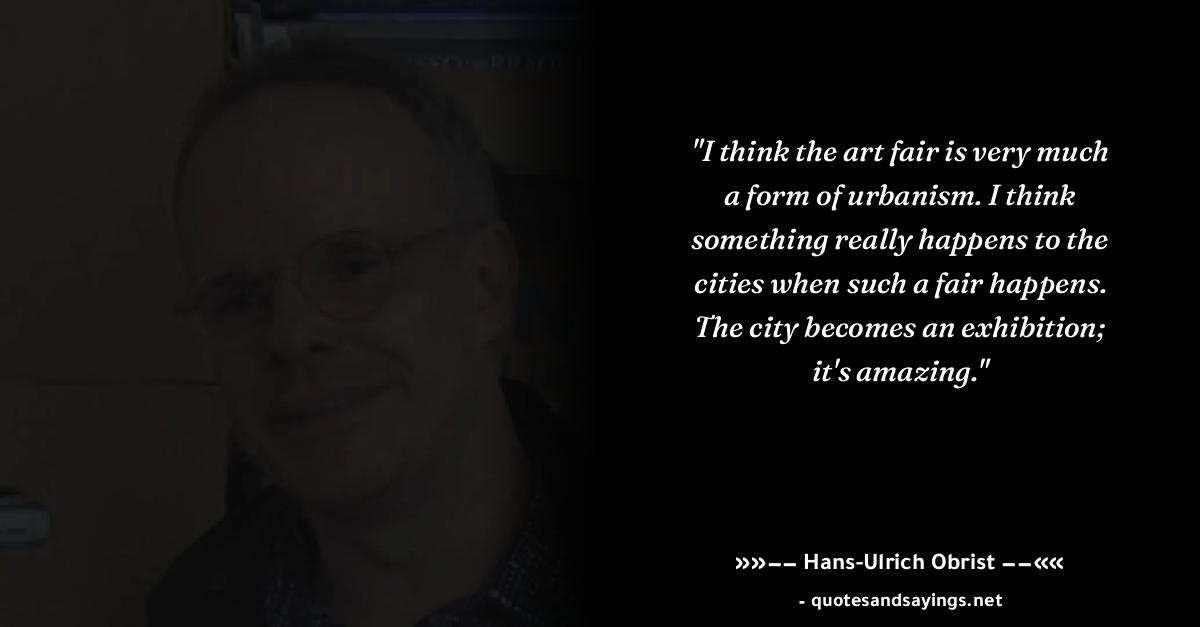 "I think the art fair is very much
a form of urbanism. I think
something really happens to the
cities when such a fair happens.
The city becomes an exhibition;
it's amazing."
»»−− Hans-Ulrich Obrist −−««
- quotesandsayings.net